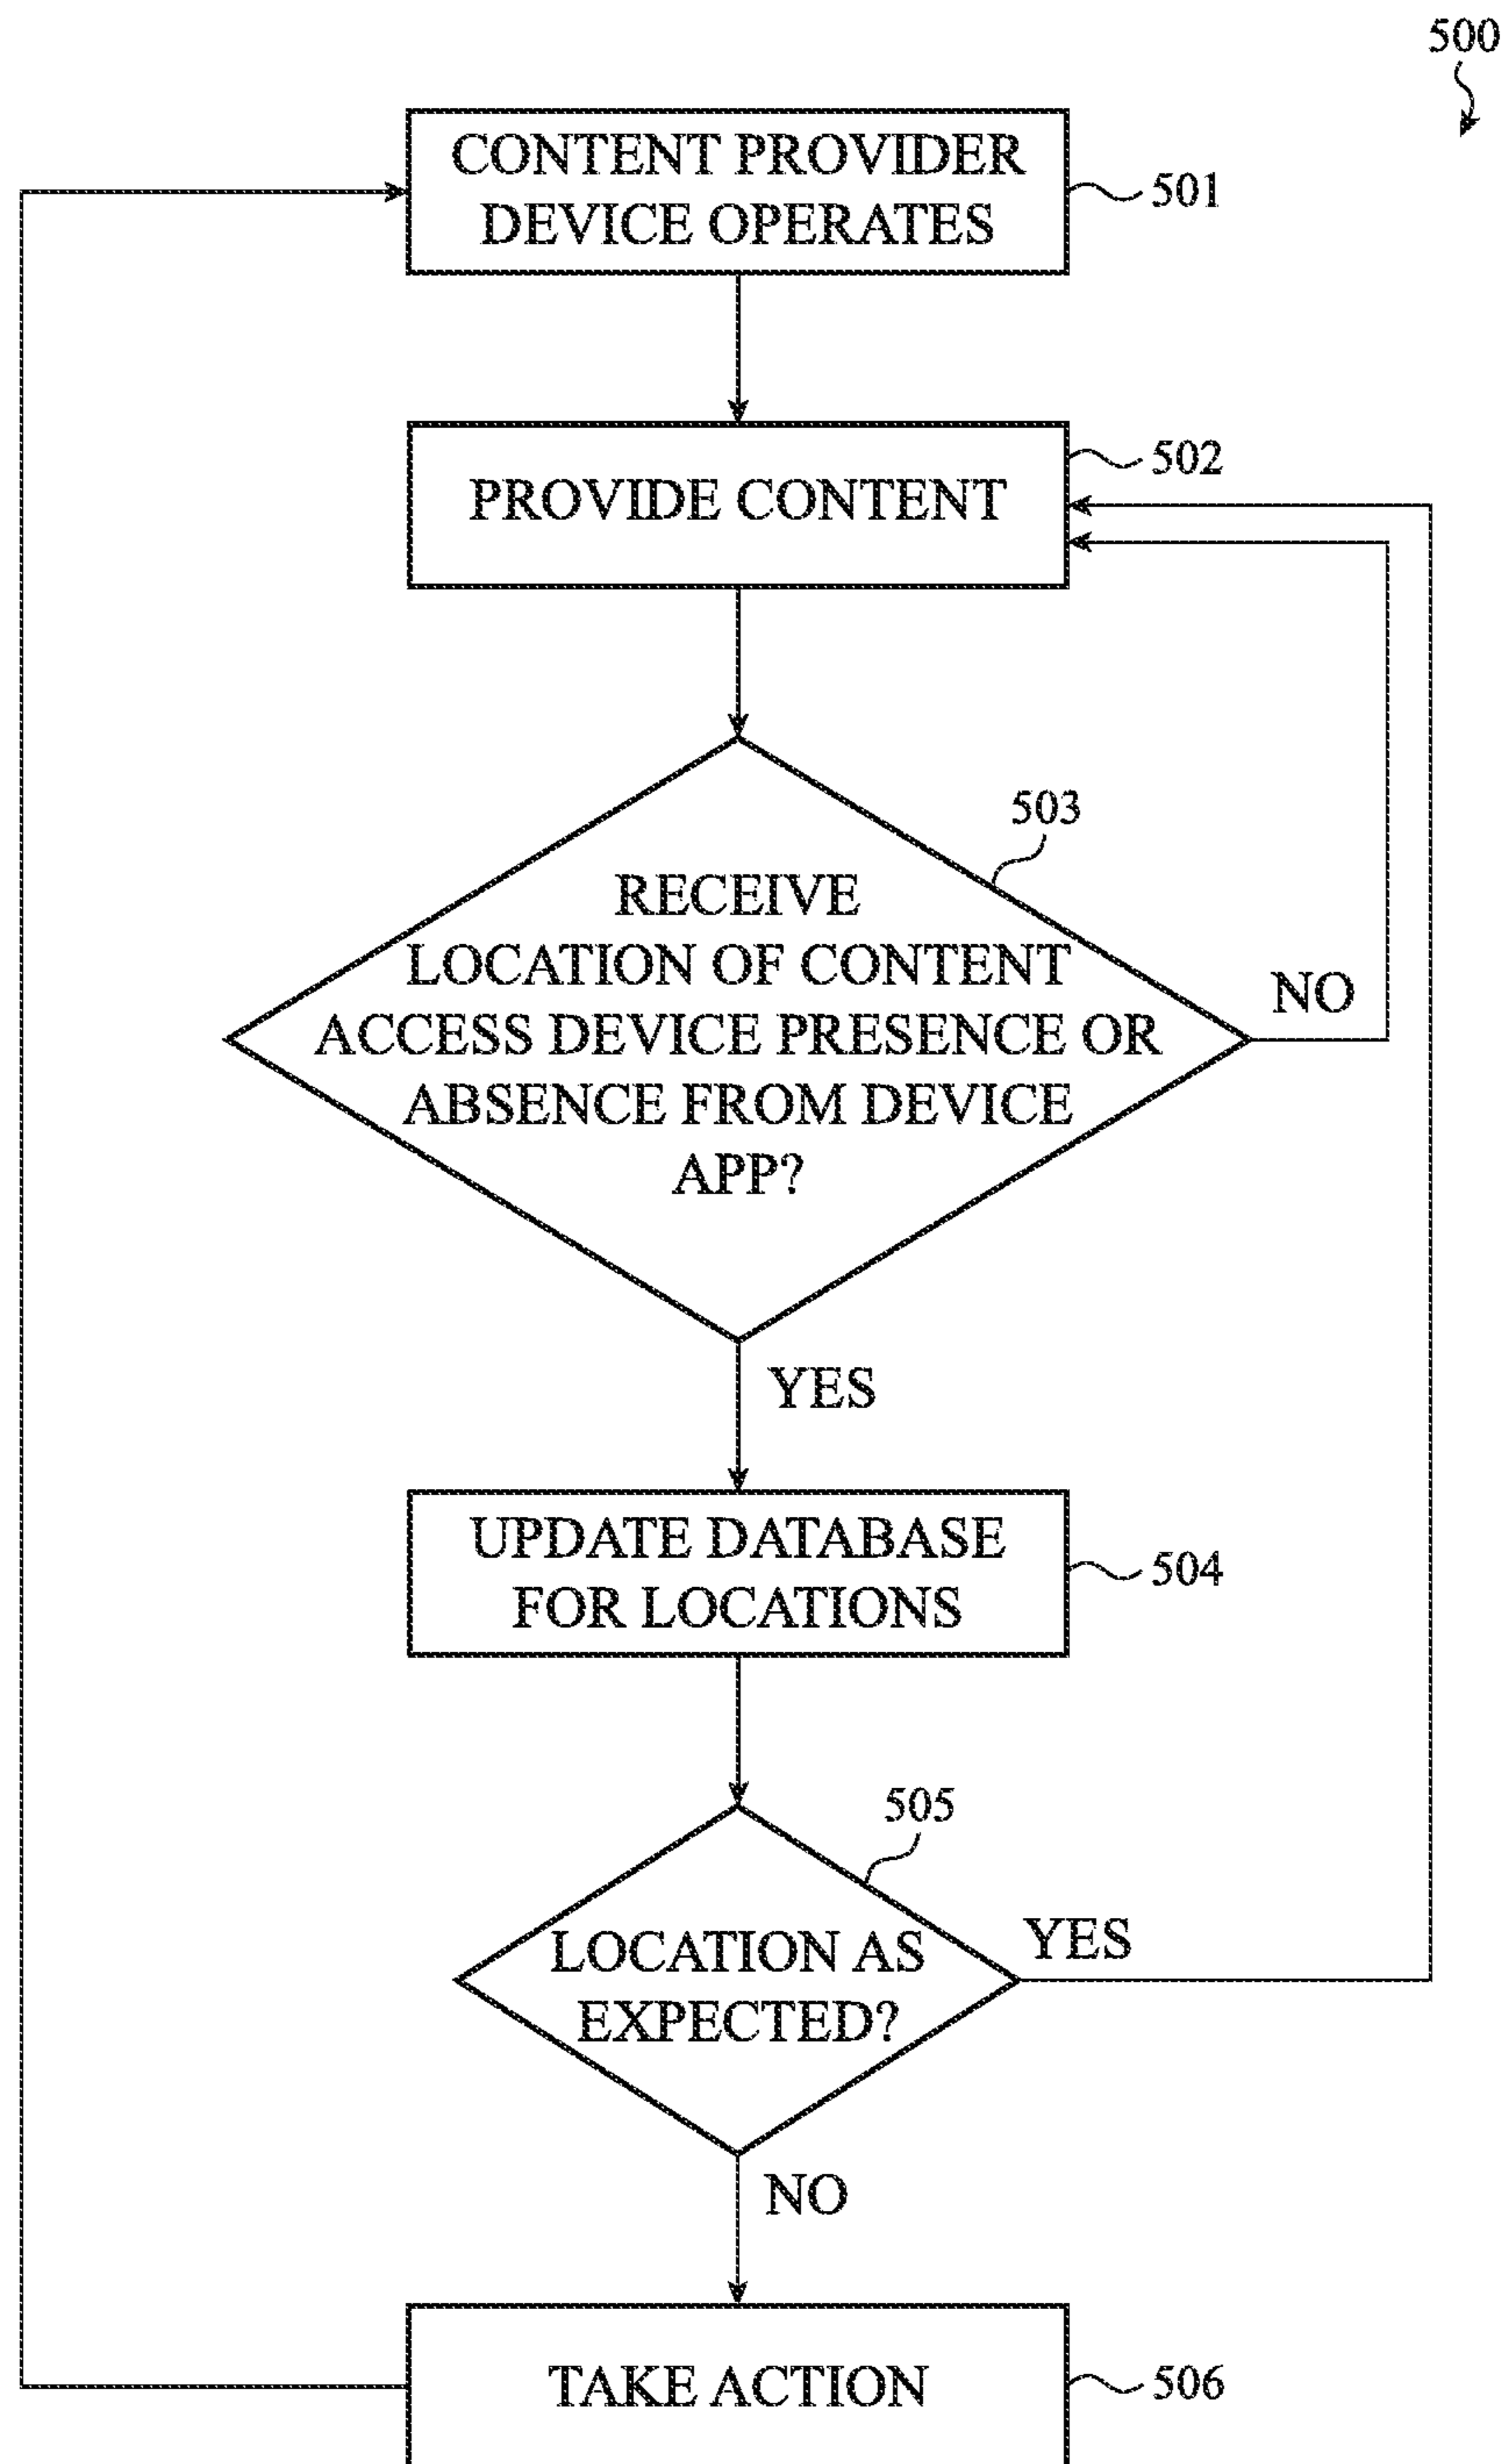 500
CONTENT PROVIDER
DEVICE OPERATES
501
PROVIDE CONTENT
502
503
RECEIVE
LOCATION OF CONTENT
ACCESS DEVICE PRESENCE OR
ABSENCE FROM DEVICE
APP?
NO
YES
UPDATE DATABASE
FOR LOCATIONS
504
505
LOCATION AS
EXPECTED?
YES
NO
TAKE ACTION
506